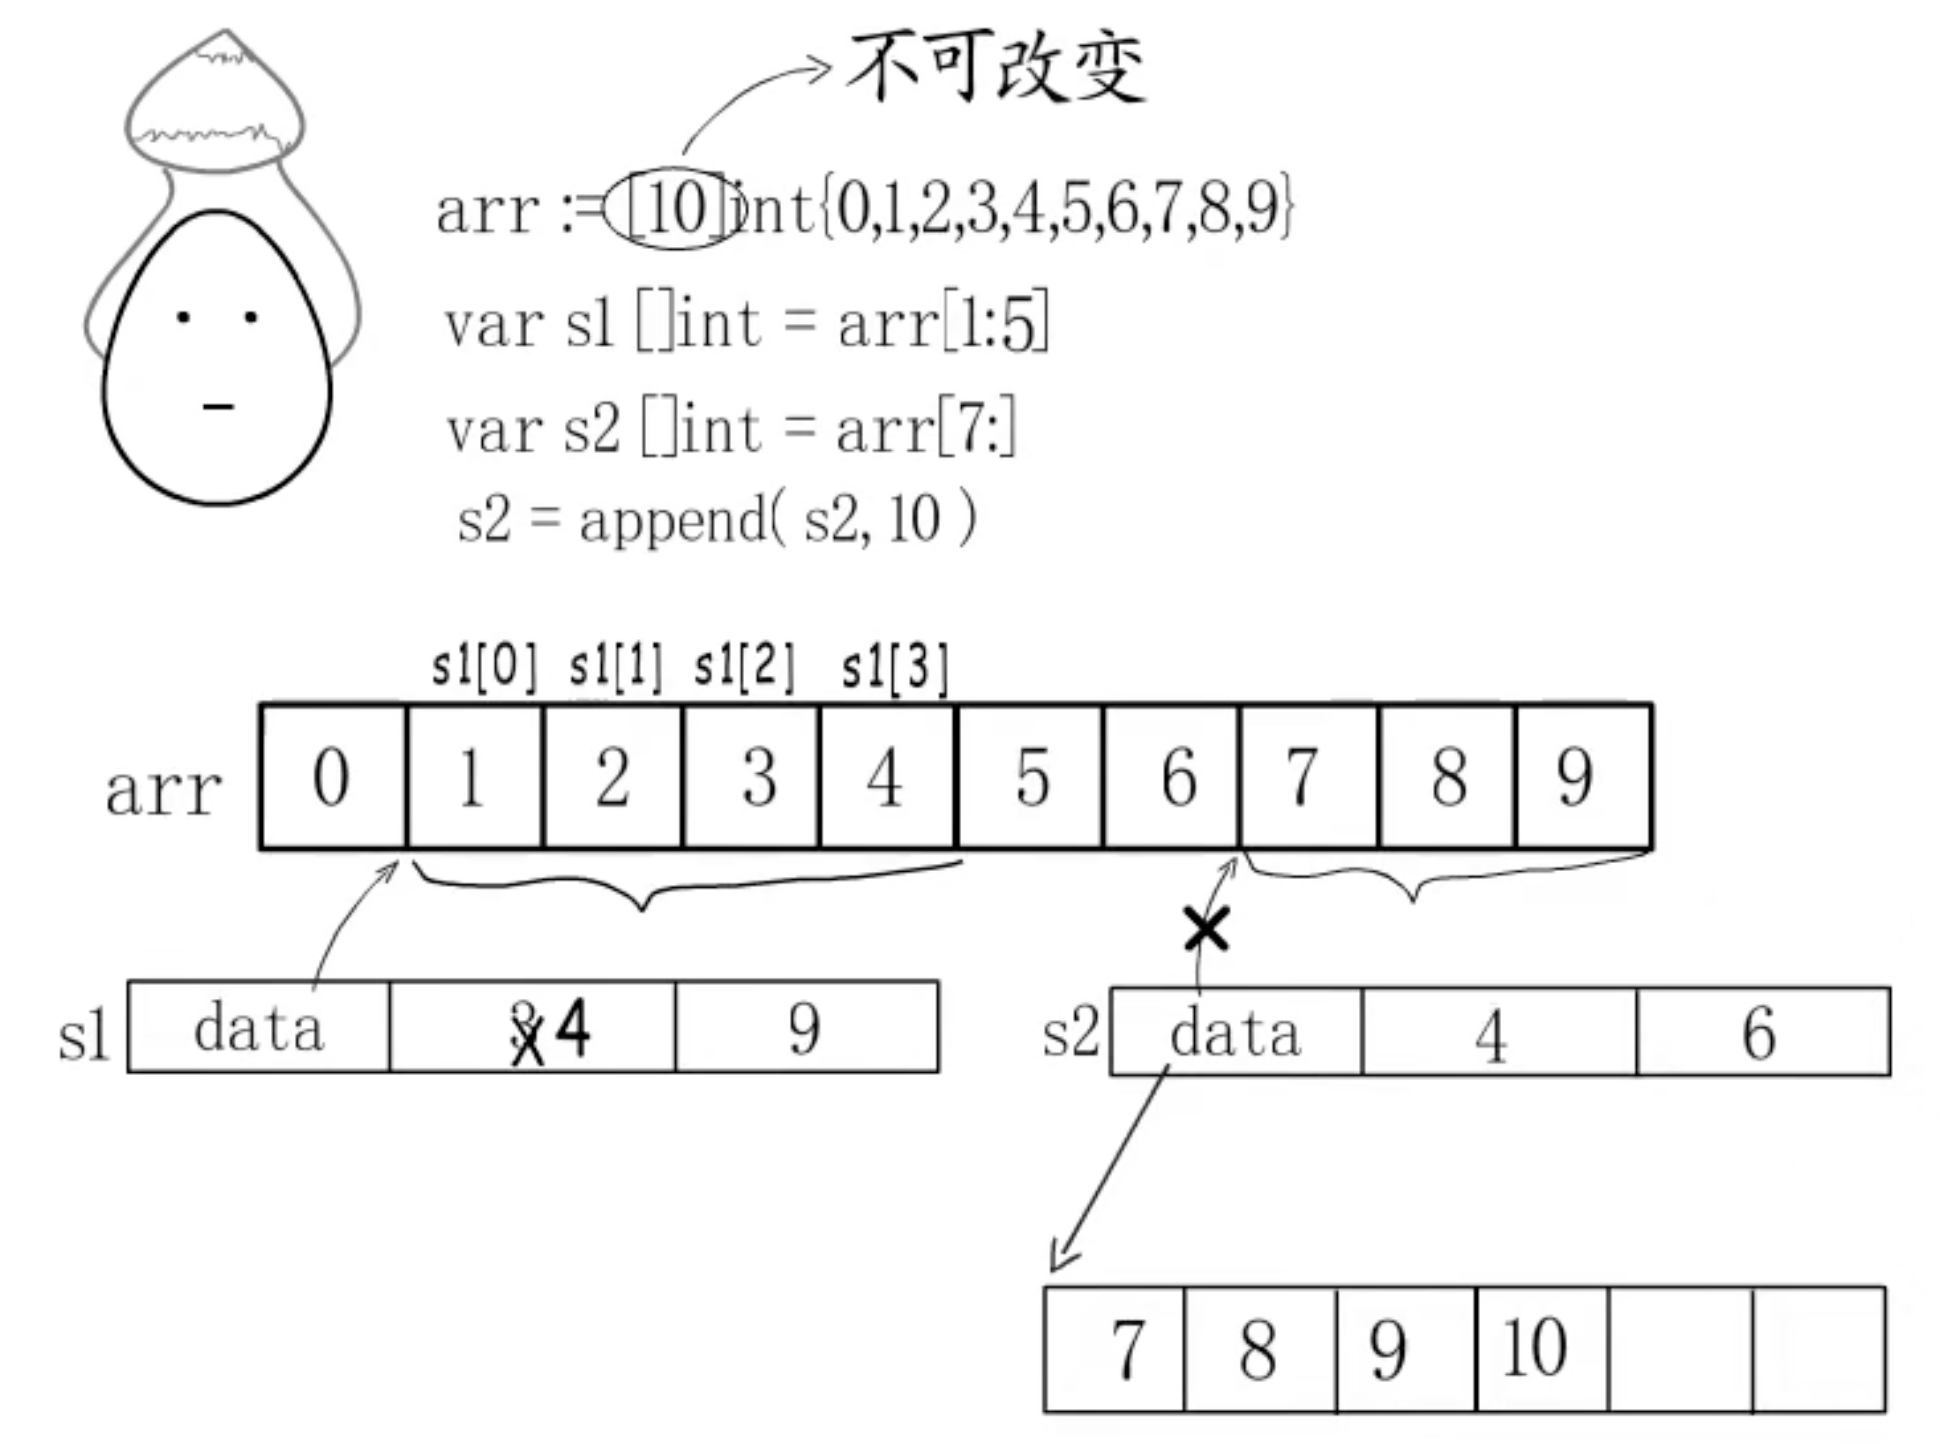 不可改变
arr := [10]int{0,1,2,3,4,5,6,7,8,9}
var s1 []int = arr[1:5]
var s2 []int = arr[7:]
s2 = append( s2, 10 )
s1[0] s1[1] s1[2] s1[3]
arr 0 1 2 3 4 5 6 7 8 9
s1 data 3 4 9
s2 data 4 6
7 8 9 10